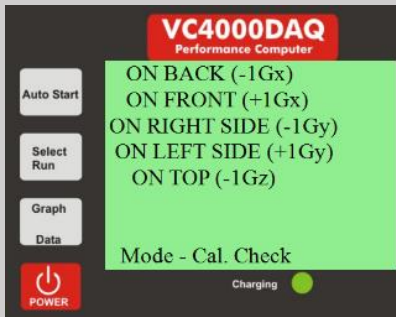 VC4000DAQ
Performance Computer
Auto Start
ON BACK (-1Gx)
ON FRONT (+1Gx)
ON RIGHT SIDE (-1Gy)
Select
Run
ON LEFT SIDE (+1Gy)
ON TOP (-1Gz)
Graph
Data
Mode - Cal. Check
POWER
Charging